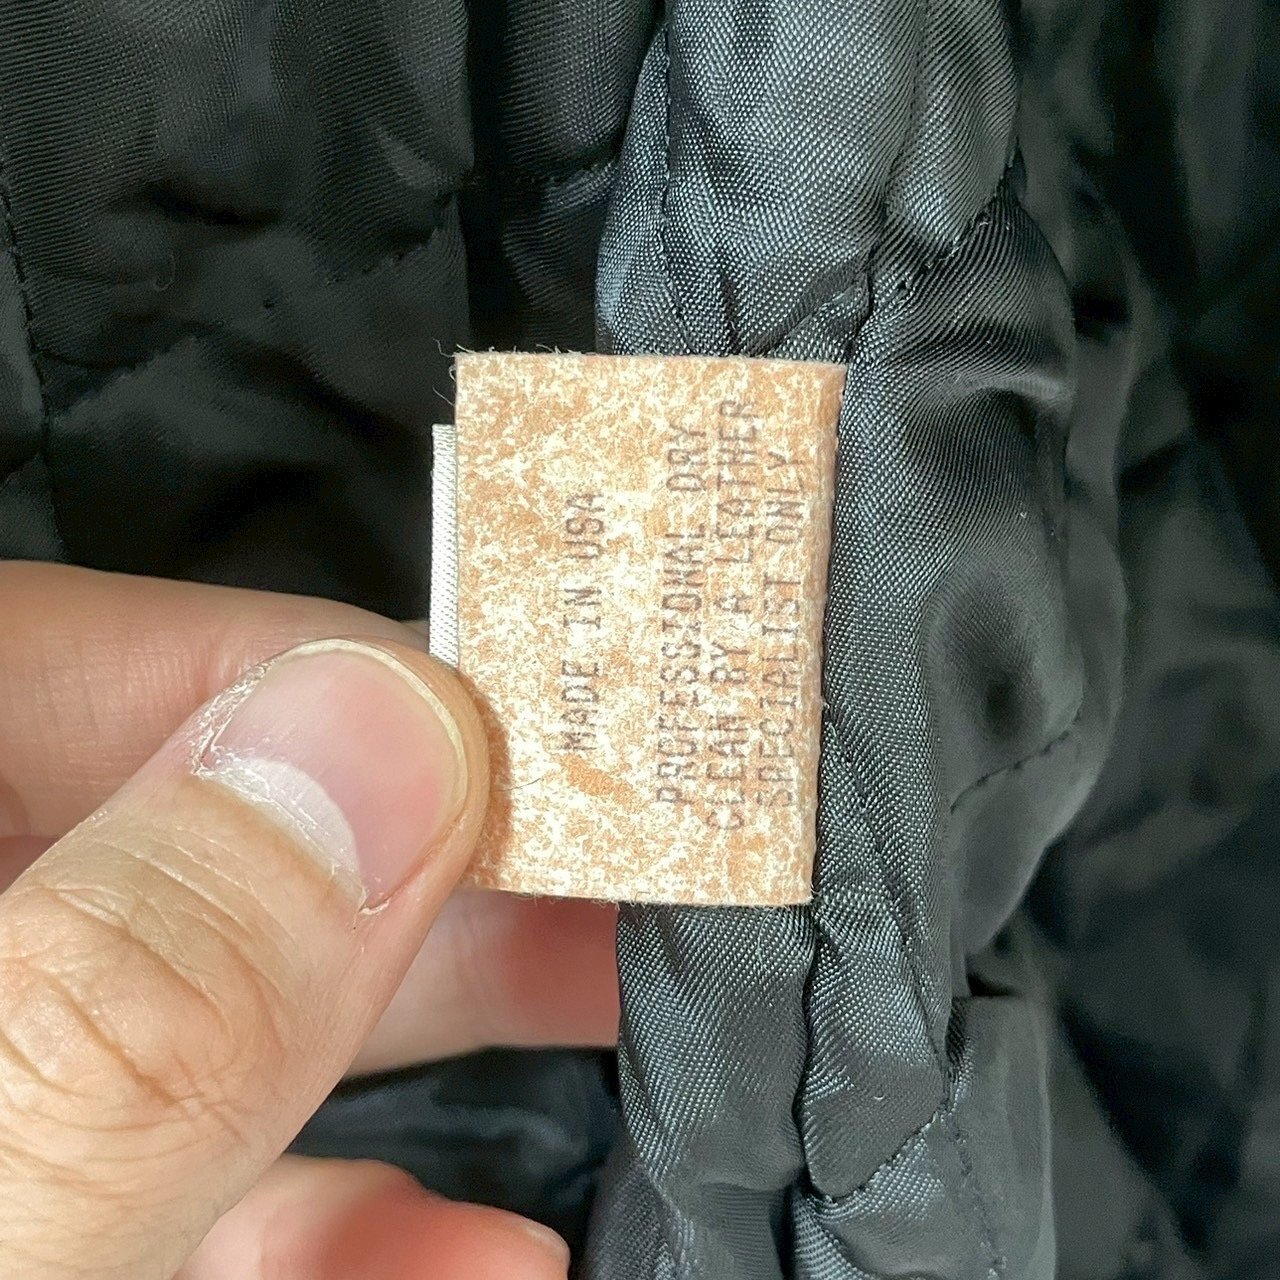 MADE IN USA
PROFESSIONAL DRY
CLEAN BY A LEATHER
SPECIALIST ONLY